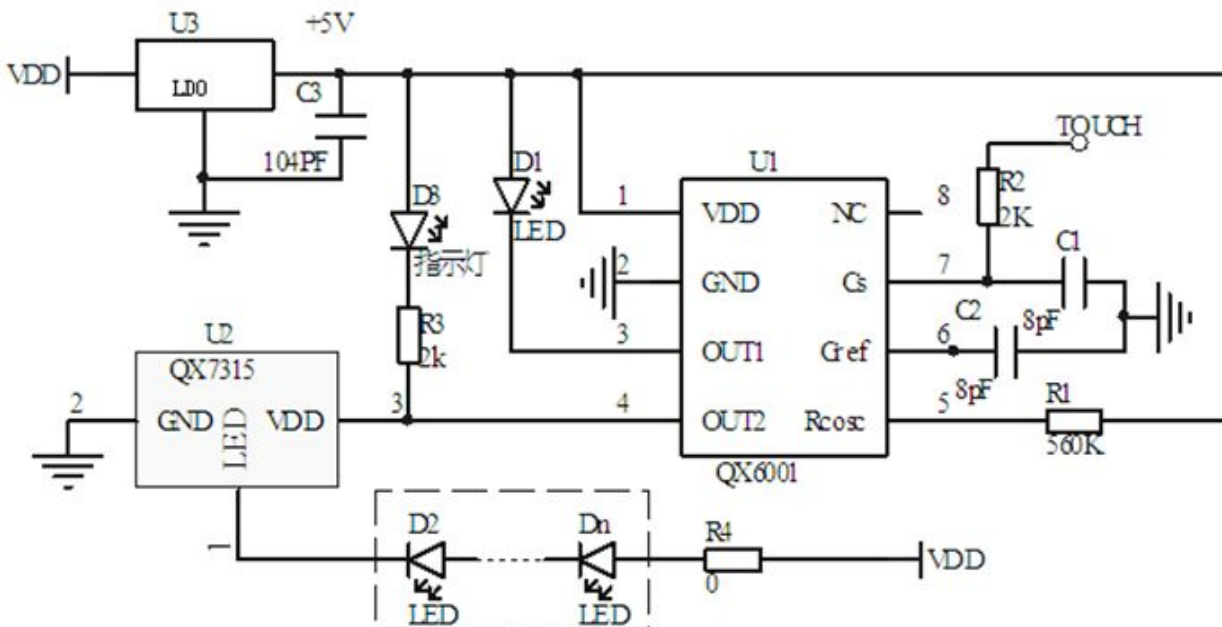 U3
+5V
VDD
LDO
C3
104PF
D3
指示灯
R3
2k
D1
LED
U1
1
VDD
NC
8
2
GND
Cs
7
3
OUT1
Cref
6
4
OUT2
Rcosc
5
QX6001
TOUCH
R2
2K
C1
8pF
C2
8pF
R1
560K
U2
QX7315
2
GND
LED
VDD
3
1
D2
LED
Dn
LED
R4
0
VDD